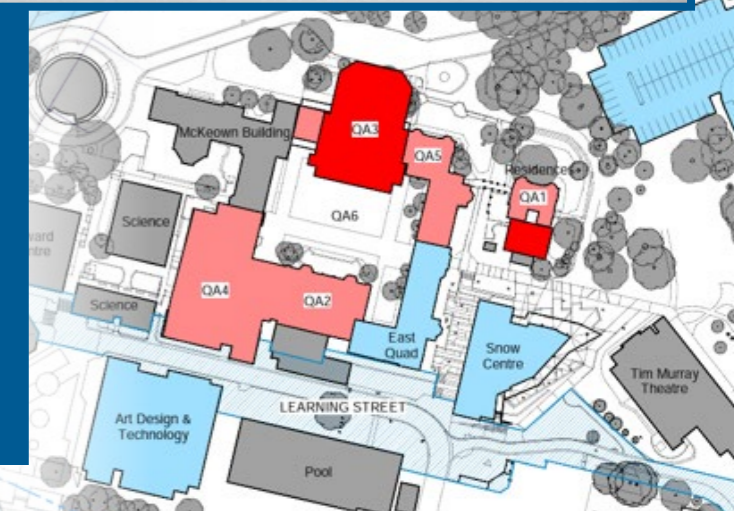 McKeown Building
QA3
QA5
Residences
QA1
Science
QA6
QA4
QA2
Science
East
Quad
Snow
Centre
Tim Murray
Theatre
LEARNING STREET
Art Design &
Technology
Pool